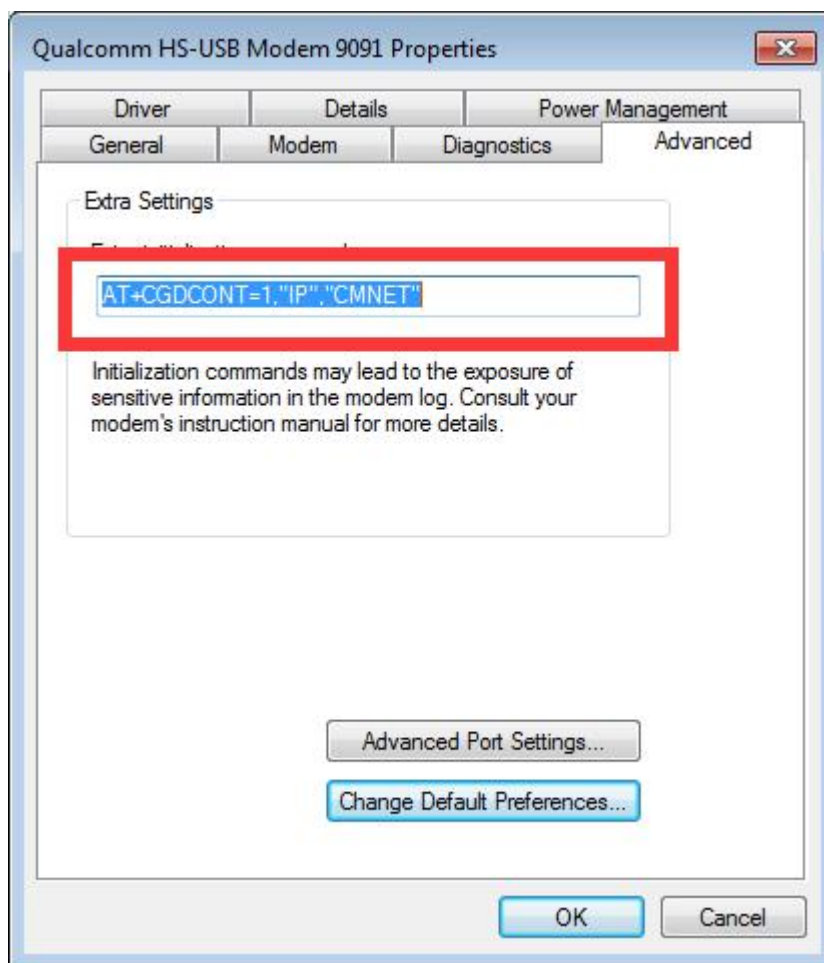 Qualcomm HS-USB Modem 9091 Properties
Driver Details Power Management
General Modem Diagnostics Advanced
Extra Settings
AT+CGDCONT=1,"IP","CMNET"
Initialization commands may lead to the exposure of
sensitive information in the modem log. Consult your
modem's instruction manual for more details.
Advanced Port Settings...
Change Default Preferences...
OK Cancel